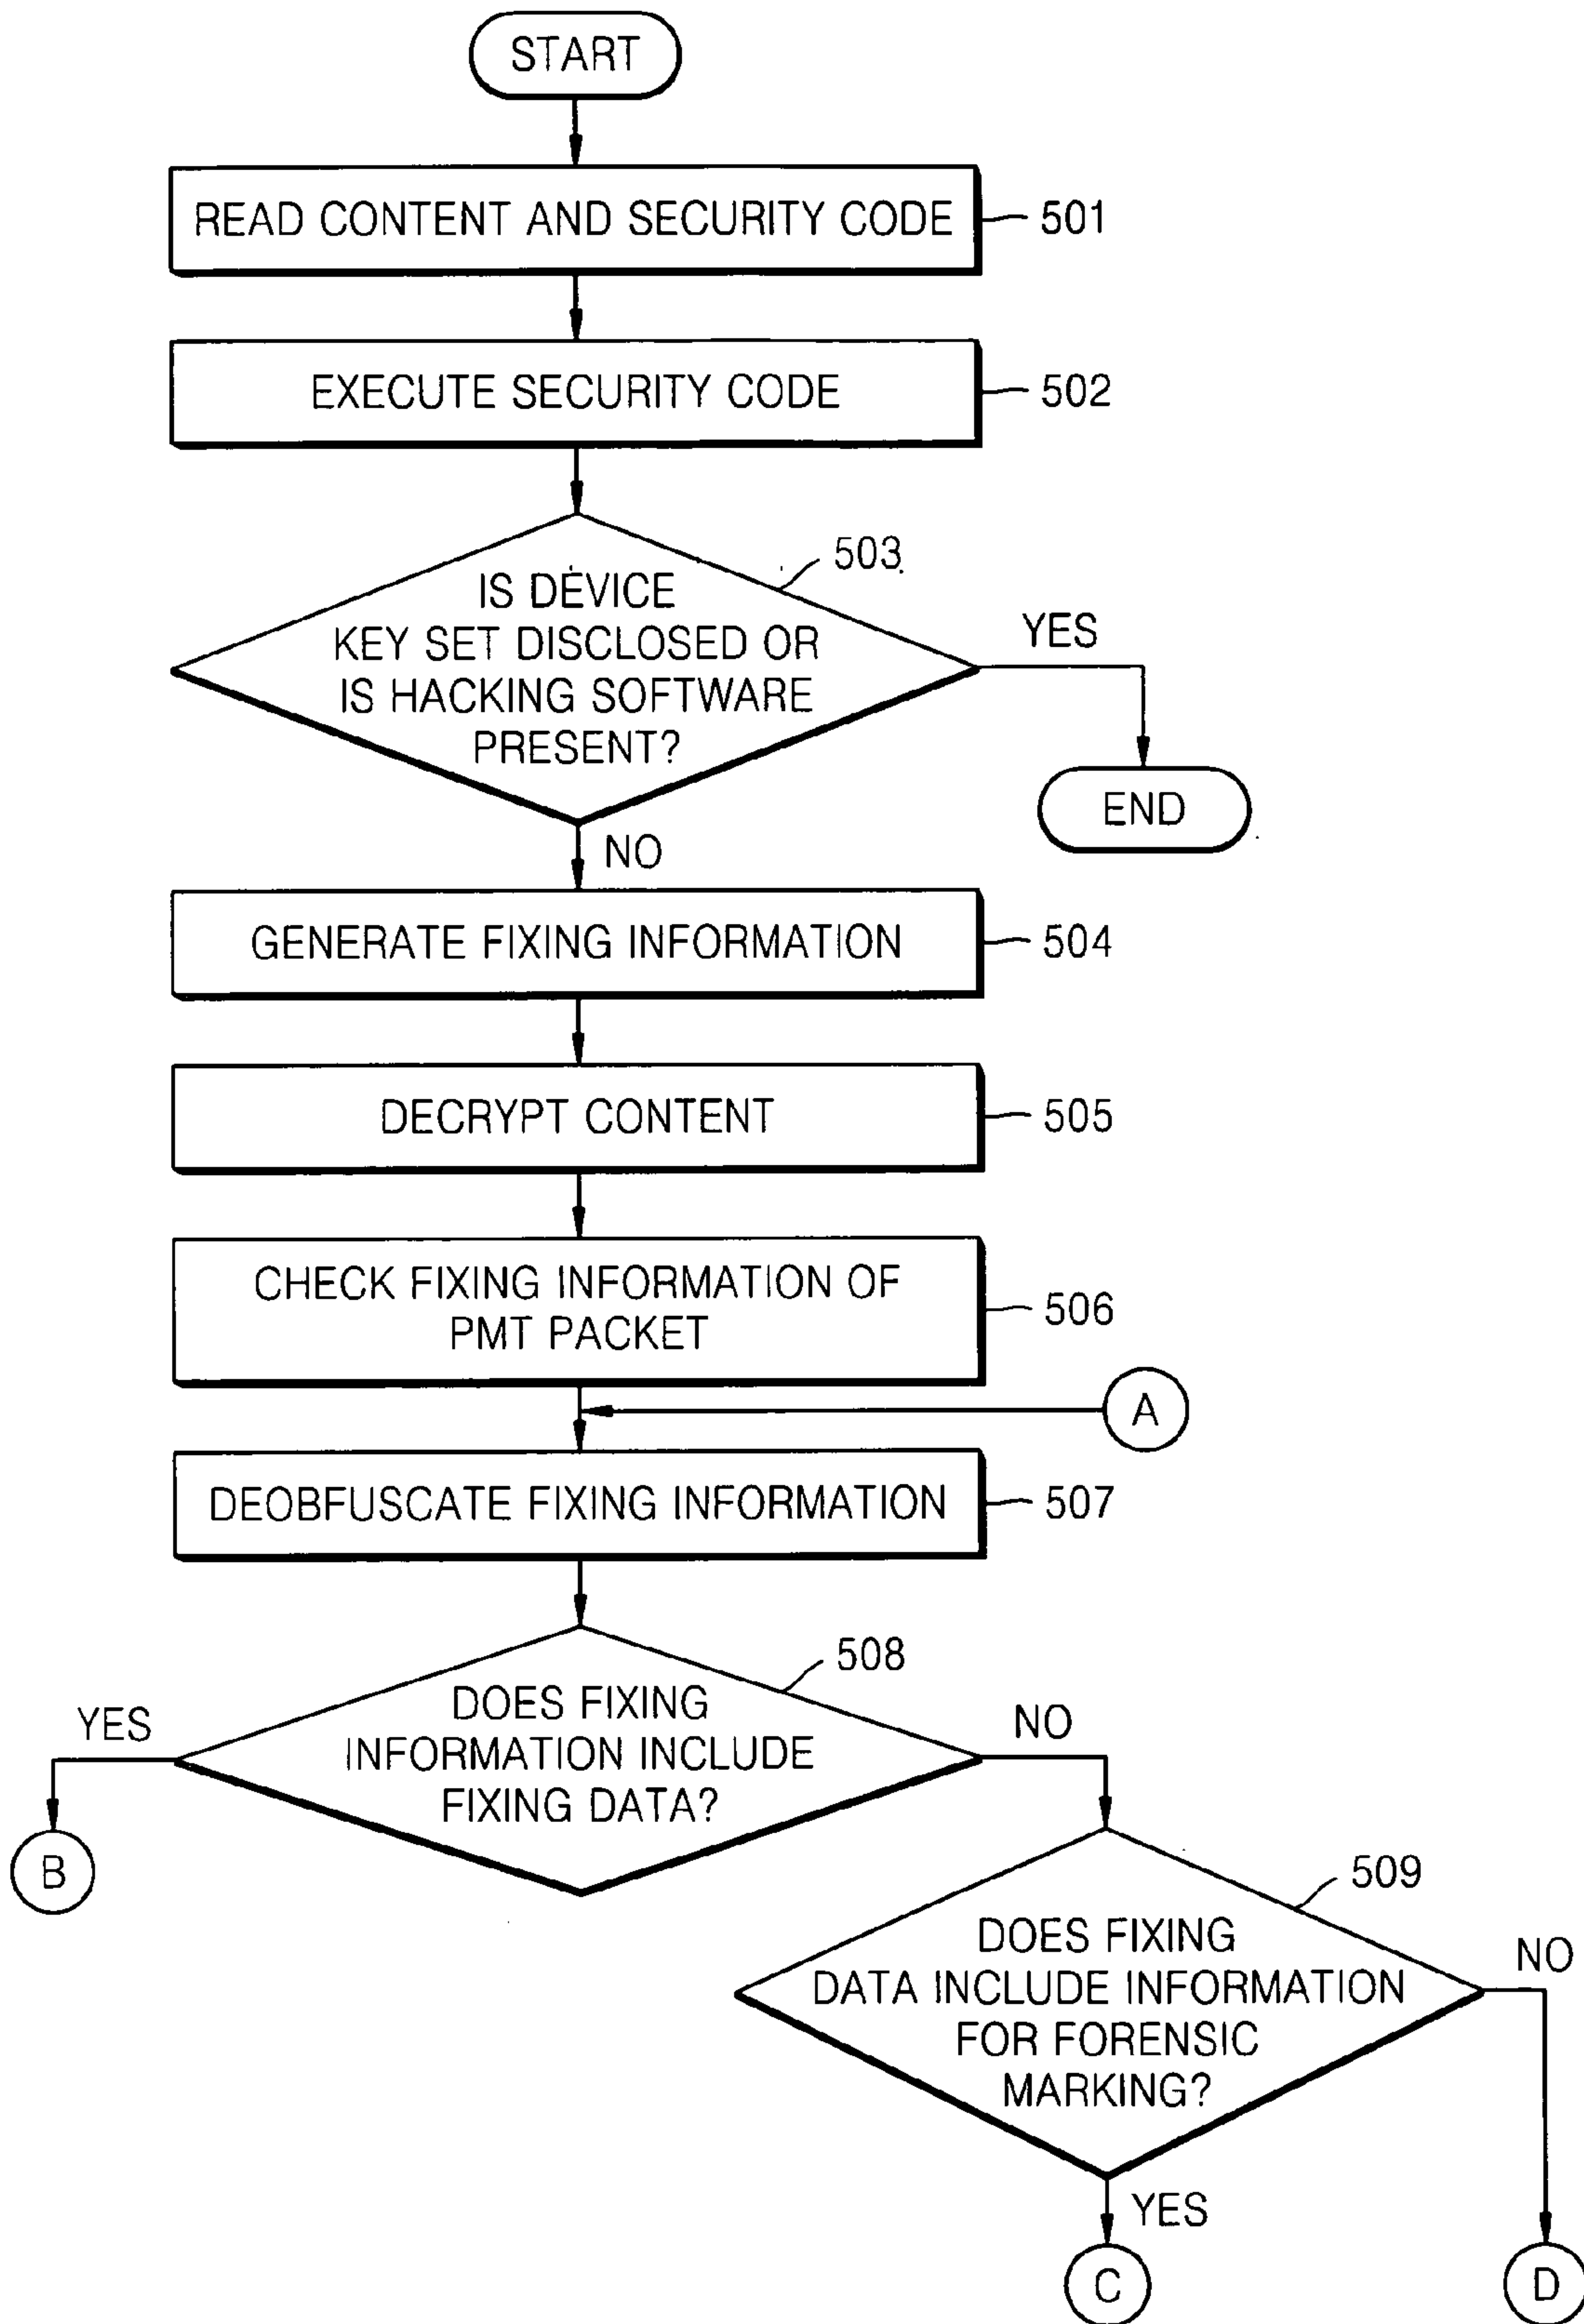 START
READ CONTENT AND SECURITY CODE
501
EXECUTE SECURITY CODE
502
503
IS DEVICE
KEY SET DISCLOSED OR
IS HACKING SOFTWARE
PRESENT?
YES
END
NO
GENERATE FIXING INFORMATION
504
DECRYPT CONTENT
505
CHECK FIXING INFORMATION OF
PMT PACKET
506
A
DEOBFUSCATE FIXING INFORMATION
507
508
DOES FIXING
INFORMATION INCLUDE
FIXING DATA?
YES
NO
B
509
DOES FIXING
DATA INCLUDE INFORMATION
FOR FORENSIC
MARKING?
NO
YES
C
D